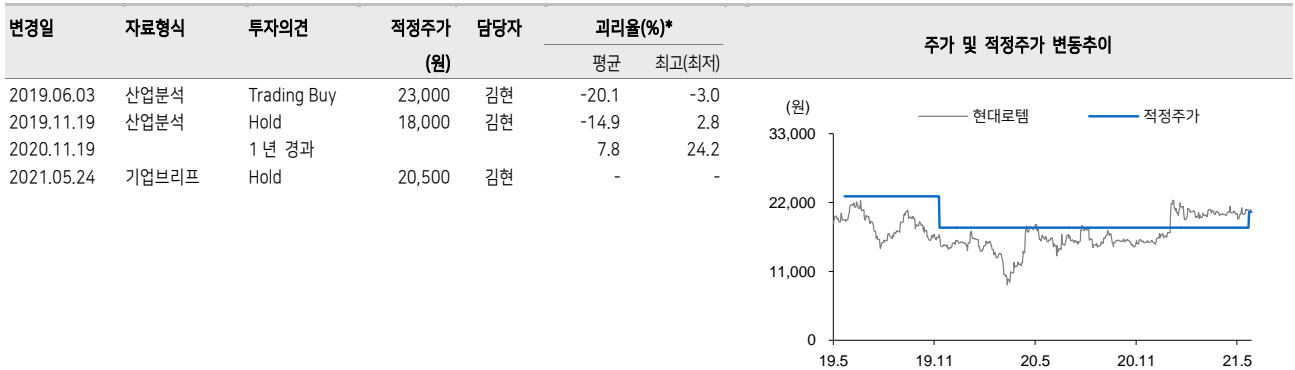 변경일 자료형식 투자의견 적정주가 담당자 괴리율(%)*
(원) 평균 최고(최저)
2019.06.03 산업분석 Trading Buy 23,000 김현 -20.1 -3.0
2019.11.19 산업분석 Hold 18,000 김현 -14.9 2.8
2020.11.19 1년 경과 7.8 24.2
2021.05.24 기업브리프 Hold 20,500 김현 - -
주가 및 적정주가 변동추이
(원)
현대로템 적정주가
33,000
22,000
11,000
0
19.5 19.11 20.5 20.11 21.5